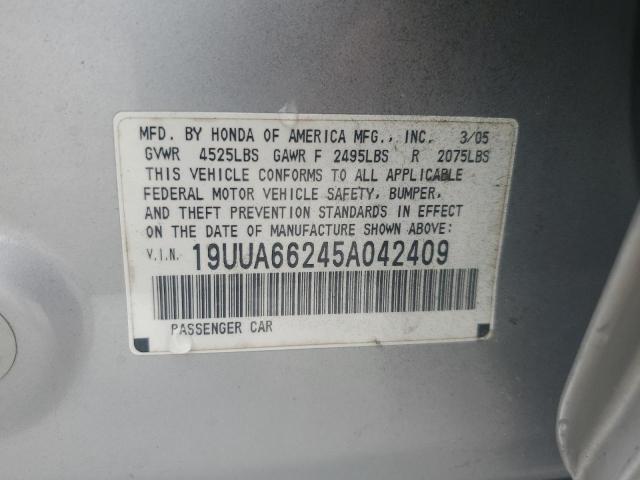 MFD. BY HONDA OF AMERICA MFG., INC. 3/05
GVWR 4525LBS GAWR F 2495LBS R 2075LBS
THIS VEHICLE CONFORMS TO ALL APPLICABLE
FEDERAL MOTOR VEHICLE SAFETY, BUMPER,
AND THEFT PREVENTION STANDARDS IN EFFECT
ON THE DATE OF MANUFACTURE SHOWN ABOVE:
V.I.N. 19UUA66245A042409
PASSENGER CAR